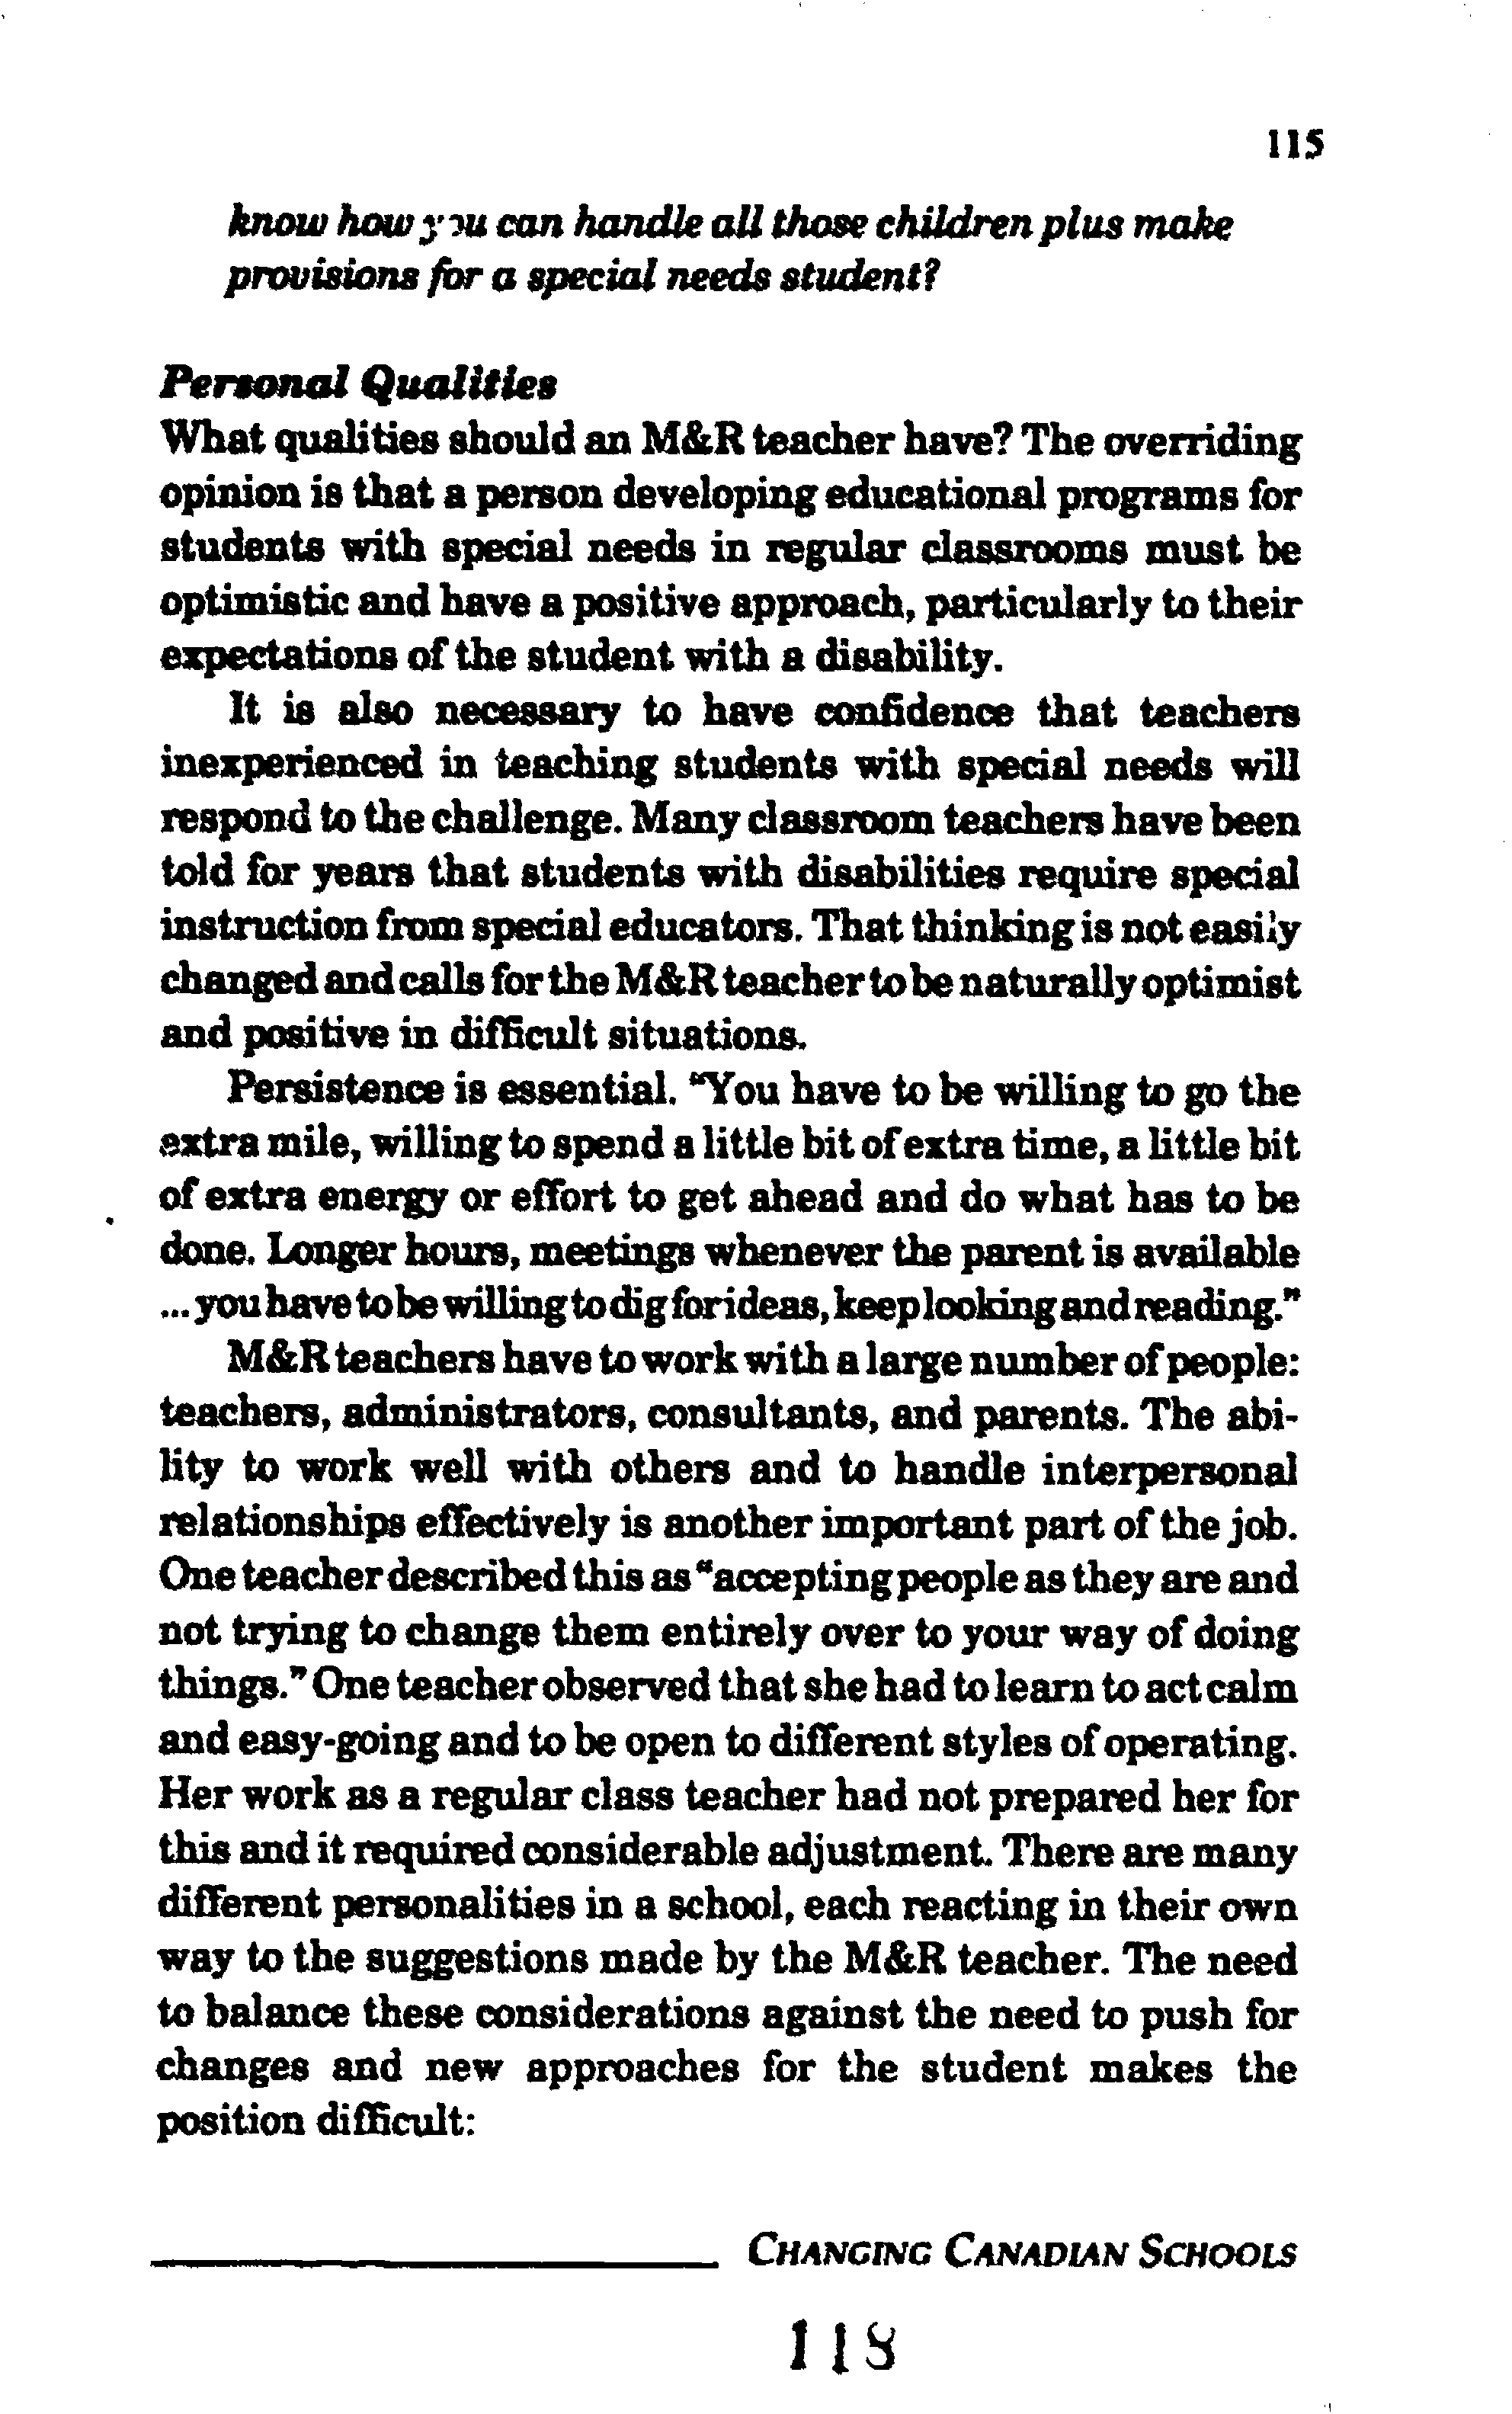 115
know how you can handle all those children plus make
provisions for a special needs student?
Personal Qualities
What qualities should an M&R teacher have? The overriding
opinion is that a person developing educational programs for
students with special needs in regular classrooms must be
optimistic and have a positive approach, particularly to their
expectations of the student with a disability.
It is also necessary to have confidence that teachers
inexperienced in teaching students with special needs will
respond to the challenge. Many classroom teachers have been
told for years that students with disabilities require special
instruction from special educators. That thinking is not easily
changed and calls for the M&R teacher to be naturally optimist
and positive in difficult situations.
Persistence is essential. "You have to be willing to go the
extra mile, willing to spend a little bit of extra time, a little bit
of extra energy or effort to get ahead and do what has to be
done. Longer hours, meetings whenever the parent is available
... you have to be willing to dig for ideas, keep looking and reading."
M&R teachers have to work with a large number of people:
teachers, administrators, consultants, and parents. The abi-
lity to work well with others and to handle interpersonal
relationships effectively is another important part of the job.
One teacher described this as "accepting people as they are and
not trying to change them entirely over to your way of doing
things." One teacher observed that she had to learn to act calm
and easy-going and to be open to different styles of operating.
Her work as a regular class teacher had not prepared her for
this and it required considerable adjustment. There are many
different personalities in a school, each reacting in their own
way to the suggestions made by the M&R teacher. The need
to balance these considerations against the need to push for
changes and new approaches for the student makes the
position difficult:
CHANGING CANADIAN SCHOOLS
118